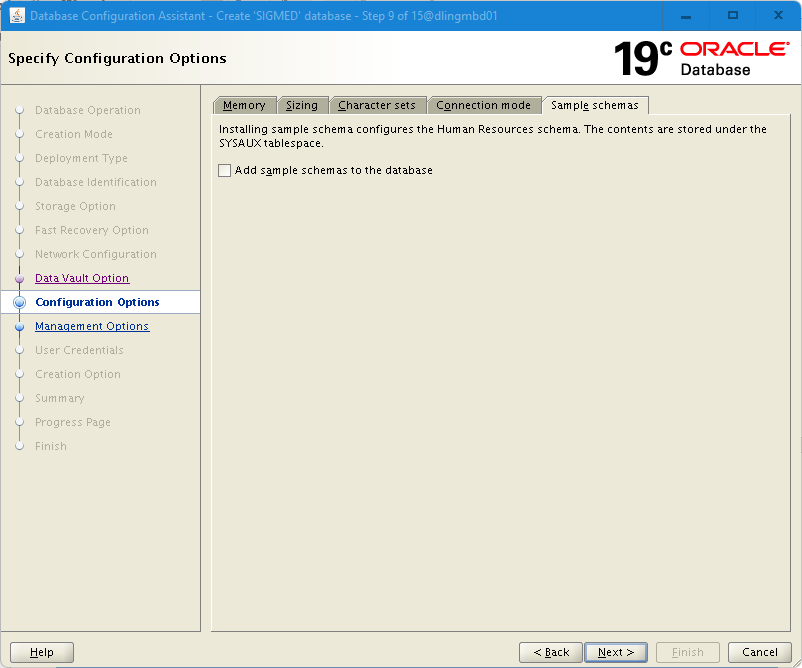 Database Configuration Assistant - Create 'SIGMED' database - Step 9 of 15@dlingmbd01
Specify Configuration Options
19c ORACLE
Database
Database Operation
Creation Mode
Deployment Type
Database Identification
Storage Option
Fast Recovery Option
Network Configuration
Data Vault Option
Configuration Options
Management Options
User Credentials
Creation Option
Summary
Progress Page
Finish
Memory Sizing Character sets Connection mode Sample schemas
Installing sample schema configures the Human Resources schema. The contents are stored under the
SYSAUX tablespace.
Add sample schemas to the database
Help < Back Next > Finish Cancel